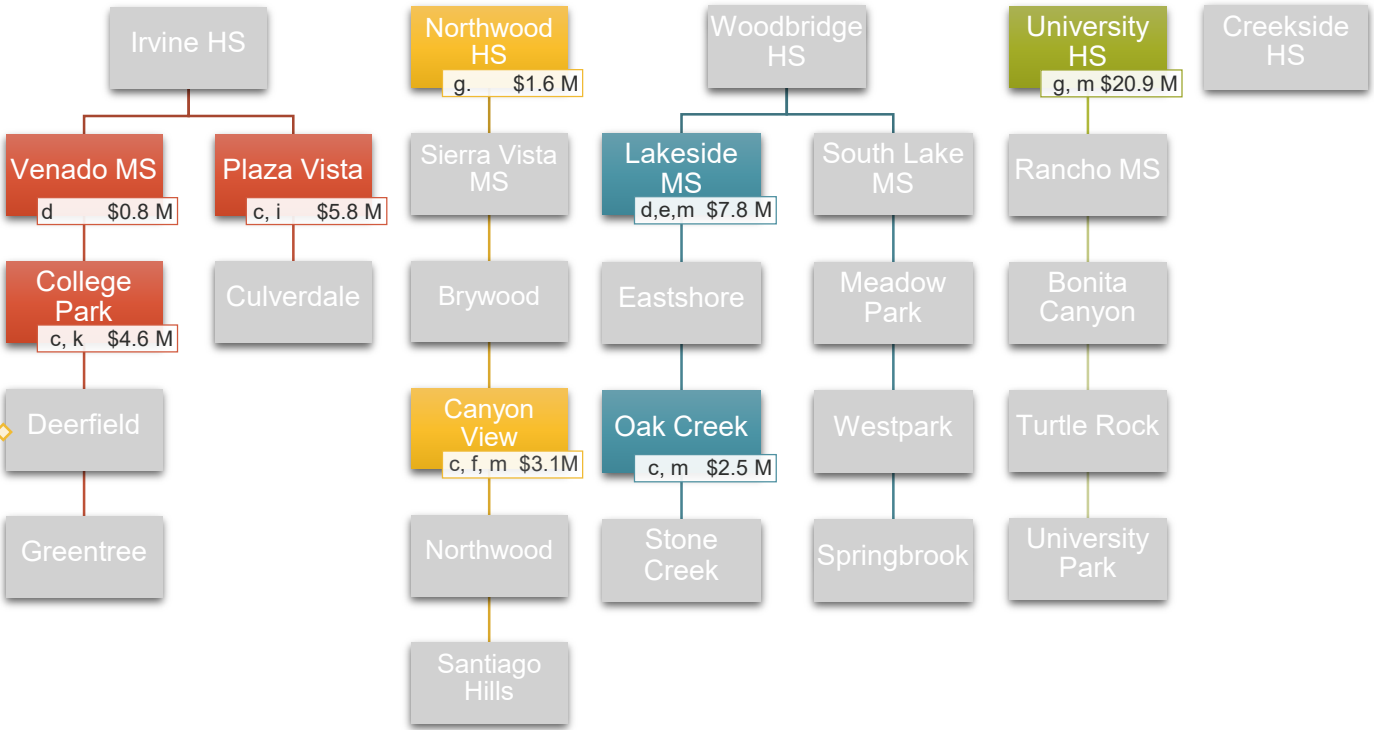 Irvine HS
Northwood
HS
g. $1.6 M
Woodbridge
HS
University
HS
g, m $20.9 M
Creekside
HS
Venado MS
d $0.8 M
Plaza Vista
c, i $5.8 M
Sierra Vista
MS
Lakeside
MS
d,e,m $7.8 M
South Lake
MS
Rancho MS
College
Park
c, k $4.6 M
Culverdale
Brywood
Eastshore
Meadow
Park
Bonita
Canyon
Deerfield
Canyon
View
c, f, m $3.1M
Oak Creek
c, m $2.5 M
Westpark
Turtle Rock
Greentree
Northwood
Stone
Creek
Springbrook
University
Park
Santiago
Hills